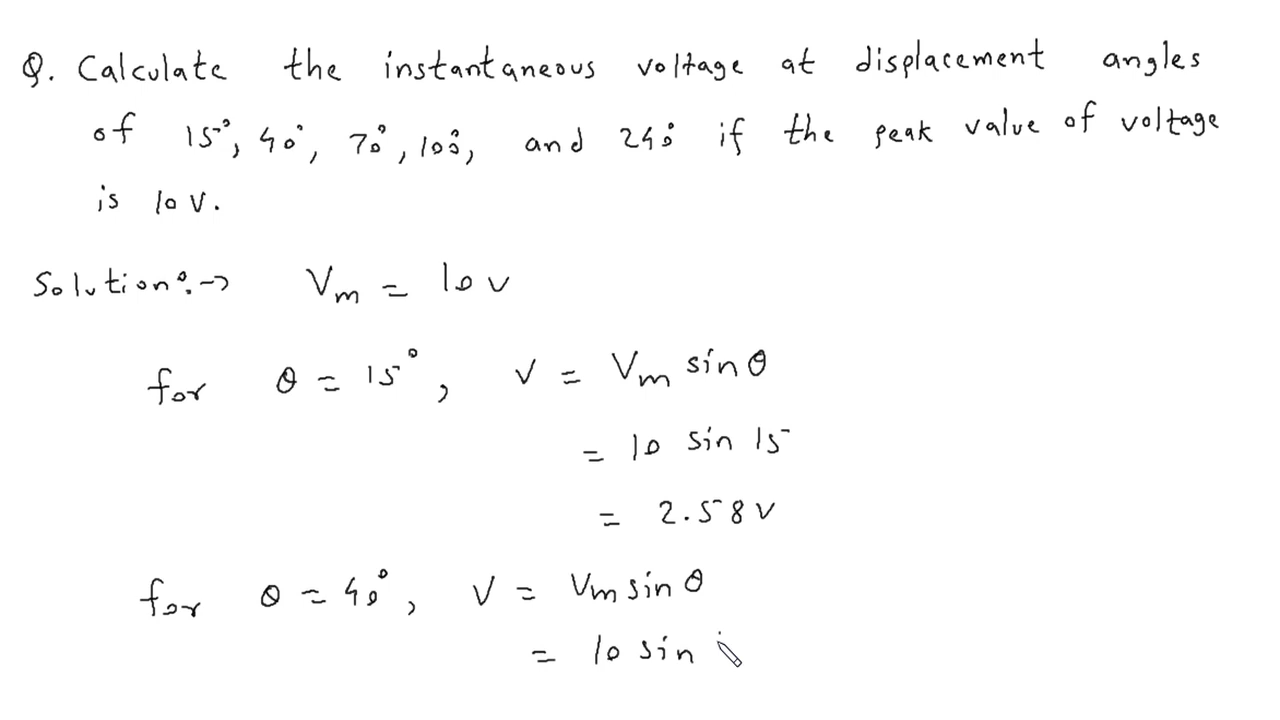 Q. Calculate the instantaneous voltage at displacement angles
of 15°, 40°, 70°, 100°, and 240° if the peak value of voltage
is 10 V.
Solution:→ Vm = 10 V
for θ = 15°, V = Vm sin θ
= 10 sin 15
= 2.58 V
for θ = 40°, V = Vm sin θ
= 10 sin